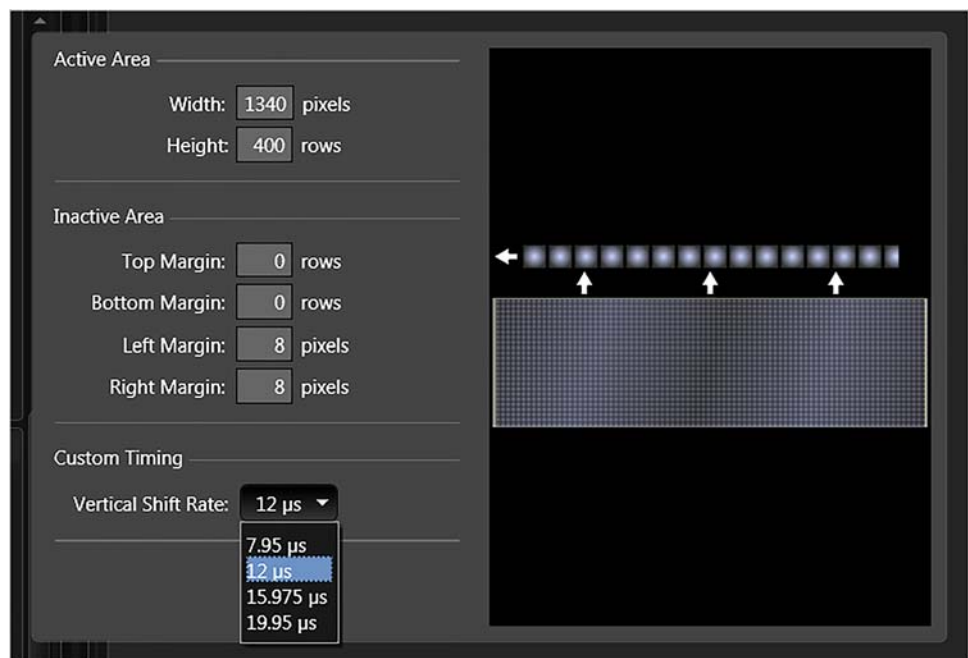 Active Area
Width: 1340 pixels
Height: 400 rows
Inactive Area
Top Margin: 0 rows
Bottom Margin: 0 rows
Left Margin: 8 pixels
Right Margin: 8 pixels
Custom Timing
Vertical Shift Rate: 12 µs
7.95 µs
12 µs
15.975 µs
19.95 µs